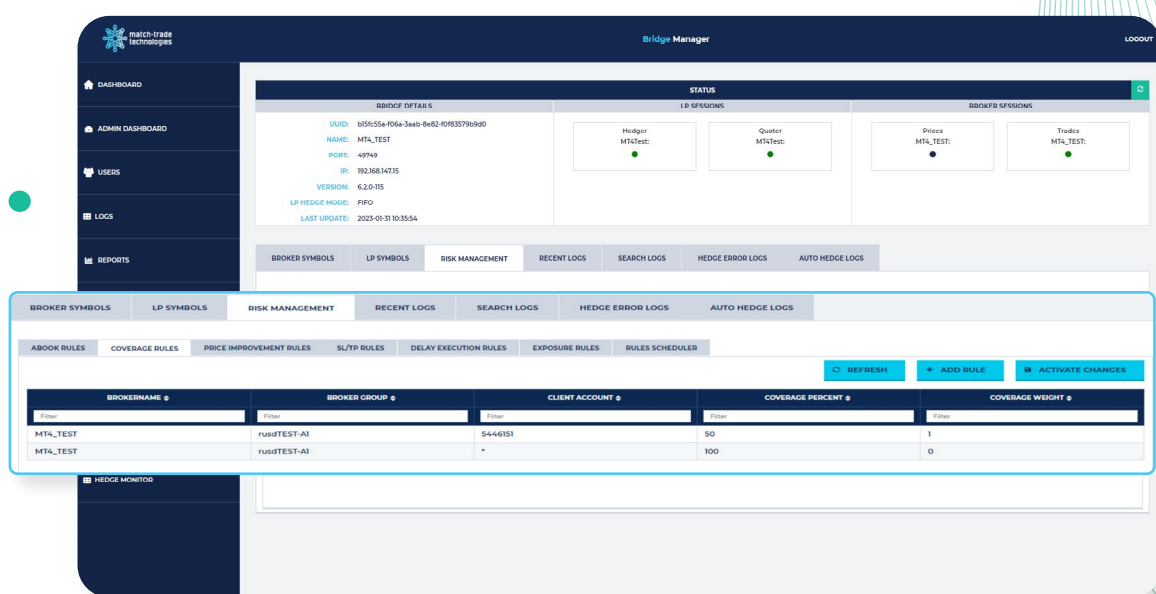 match-trade
technologies
Bridge Manager
LOGOUT
DASHBOARD
ADMIN DASHBOARD
USERS
LOGS
REPORTS
STATUS
BRIDGE DETAILS
LP SESSIONS
BROKER SESSIONS
UUID: b15fc55a-f06a-3aab-8e82-f0f83579b9d0
NAME: MT4_TEST
PORT: 49749
IP: 192.168.147.15
VERSION: 6.2.0-115
LP HEDGE MODE: FIFO
LAST UPDATE: 2023-01-31 10:35:54
Hedger
MT4Test:
Quoter
MT4Test:
Prices
MT4_TEST:
Trades
MT4_TEST:
BROKER SYMBOLS LP SYMBOLS RISK MANAGEMENT RECENT LOGS SEARCH LOGS HEDGE ERROR LOGS AUTO HEDGE LOGS
BROKER SYMBOLS LP SYMBOLS RISK MANAGEMENT RECENT LOGS SEARCH LOGS HEDGE ERROR LOGS AUTO HEDGE LOGS
ABOOK RULES COVERAGE RULES PRICE IMPROVEMENT RULES SL/TP RULES DELAY EXECUTION RULES EXPOSURE RULES RULES SCHEDULER
REFRESH + ADD RULE ACTIVATE CHANGES
BROKERNAME BROKER GROUP CLIENT ACCOUNT COVERAGE PERCENT COVERAGE WEIGHT
Filter Filter Filter Filter Filter
MT4_TEST rusdTEST-A1 5446151 50 1
MT4_TEST rusdTEST-A1 * 100 0
HEDGE MONITOR